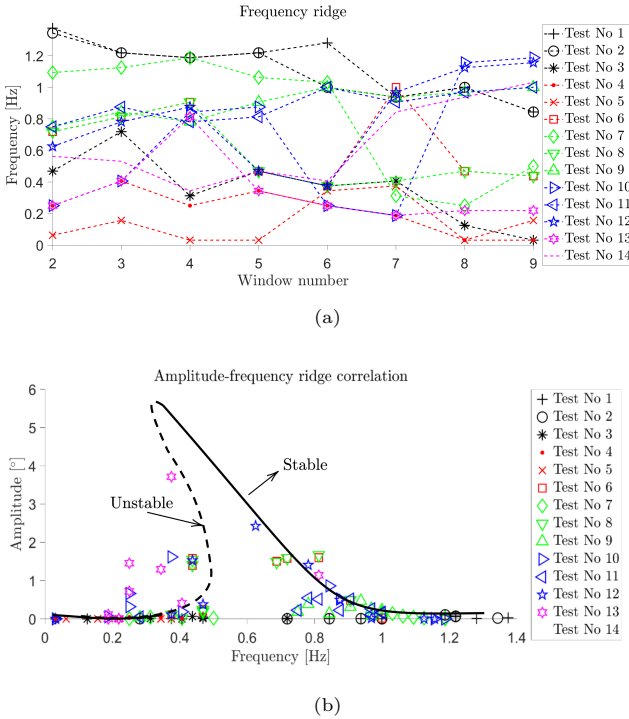 Frequency ridge
Frequency [Hz]
1.2
1
0.8
0.6
0.4
0.2
0
2
3
4
5
6
7
8
9
Window number
Test No 1
Test No 2
Test No 3
Test No 4
Test No 5
Test No 6
Test No 7
Test No 8
Test No 9
Test No 10
Test No 11
Test No 12
Test No 13
Test No 14
(a)
Amplitude-frequency ridge correlation
Amplitude [°]
6
5
4
3
2
1
0
Stable
Unstable
0
0.2
0.4
0.6
0.8
1
1.2
1.4
Frequency [Hz]
Test No 1
Test No 2
Test No 3
Test No 4
Test No 5
Test No 6
Test No 7
Test No 8
Test No 9
Test No 10
Test No 11
Test No 12
Test No 13
Test No 14
(b)